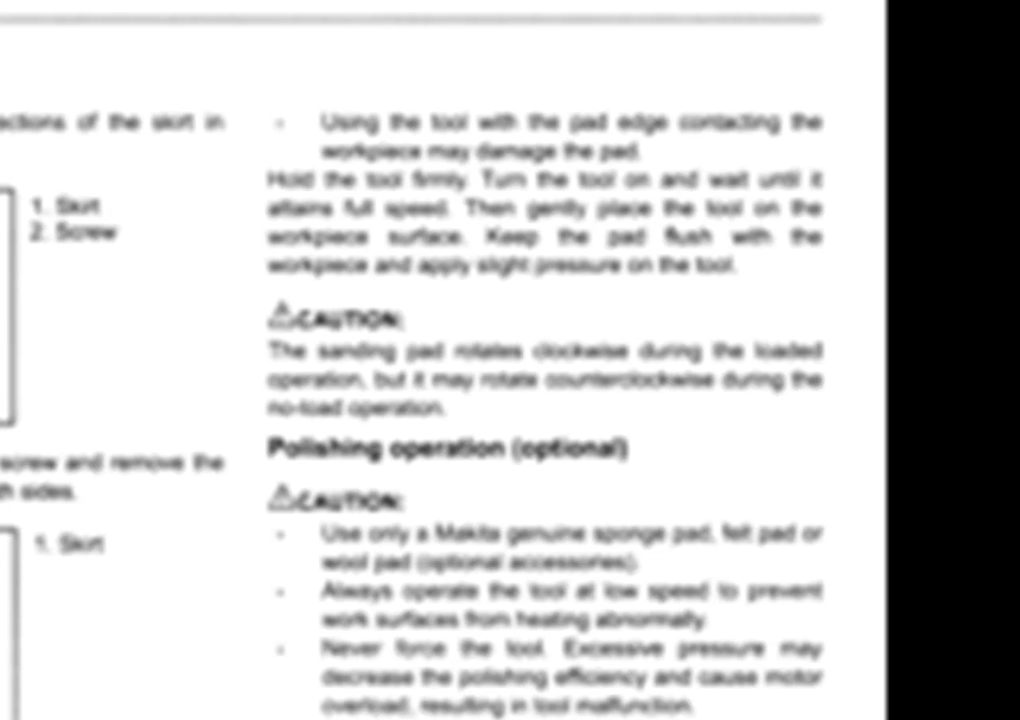 ections of the skirt in
1. Skirt
2. Screw
screw and remove the
th sides.
1. Skirt
- Using the tool with the pad edge contacting the
workpiece may damage the pad.
Hold the tool firmly. Turn the tool on and wait until it
attains full speed. Then gently place the tool on the
workpiece surface. Keep the pad flush with the
workpiece and apply slight pressure on the tool.
⚠CAUTION:
The sanding pad rotates clockwise during the loaded
operation, but it may rotate counterclockwise during the
no-load operation.
Polishing operation (optional)
⚠CAUTION:
- Use only a Makita genuine sponge pad, felt pad or
wool pad (optional accessories).
- Always operate the tool at low speed to prevent
work surfaces from heating abnormally.
- Never force the tool. Excessive pressure may
decrease the polishing efficiency and cause motor
overload, resulting in tool malfunction.